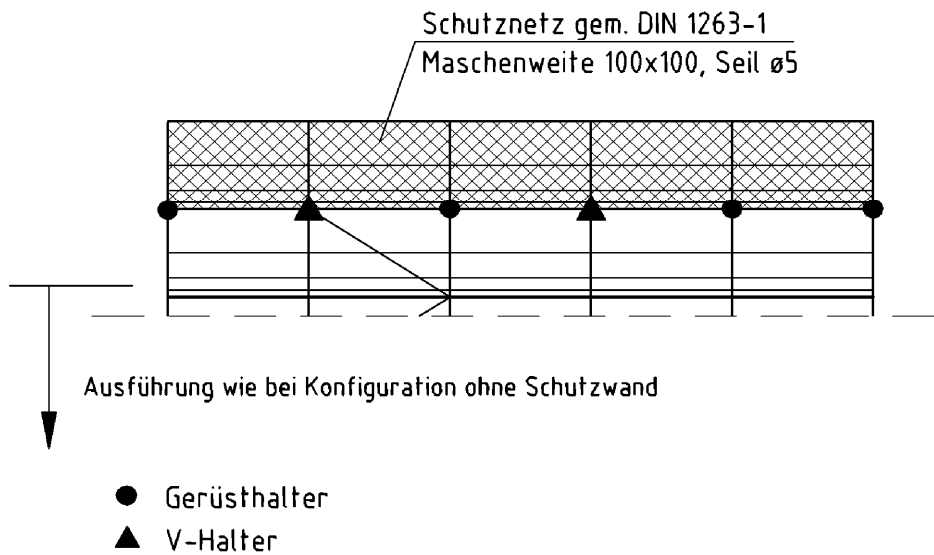 Schutznetz gem. DIN 1263-1
Maschenweite 100x100, Seil ø5
Ausführung wie bei Konfiguration ohne Schutzwand
Gerüsthalter
V-Halter